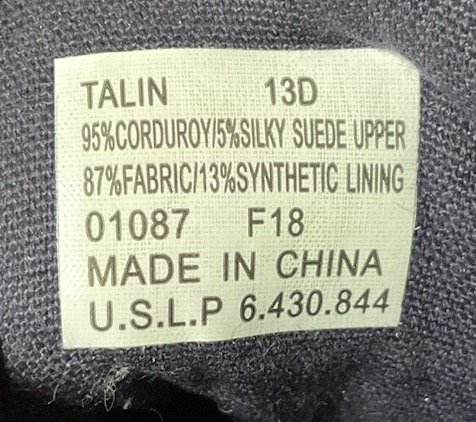 TALIN 13D
95%CORDUROY/5%SILKY SUEDE UPPER
87%FABRIC/13%SYNTHETIC LINING
01087 F18
MADE IN CHINA
U.S.L.P 6.430.844